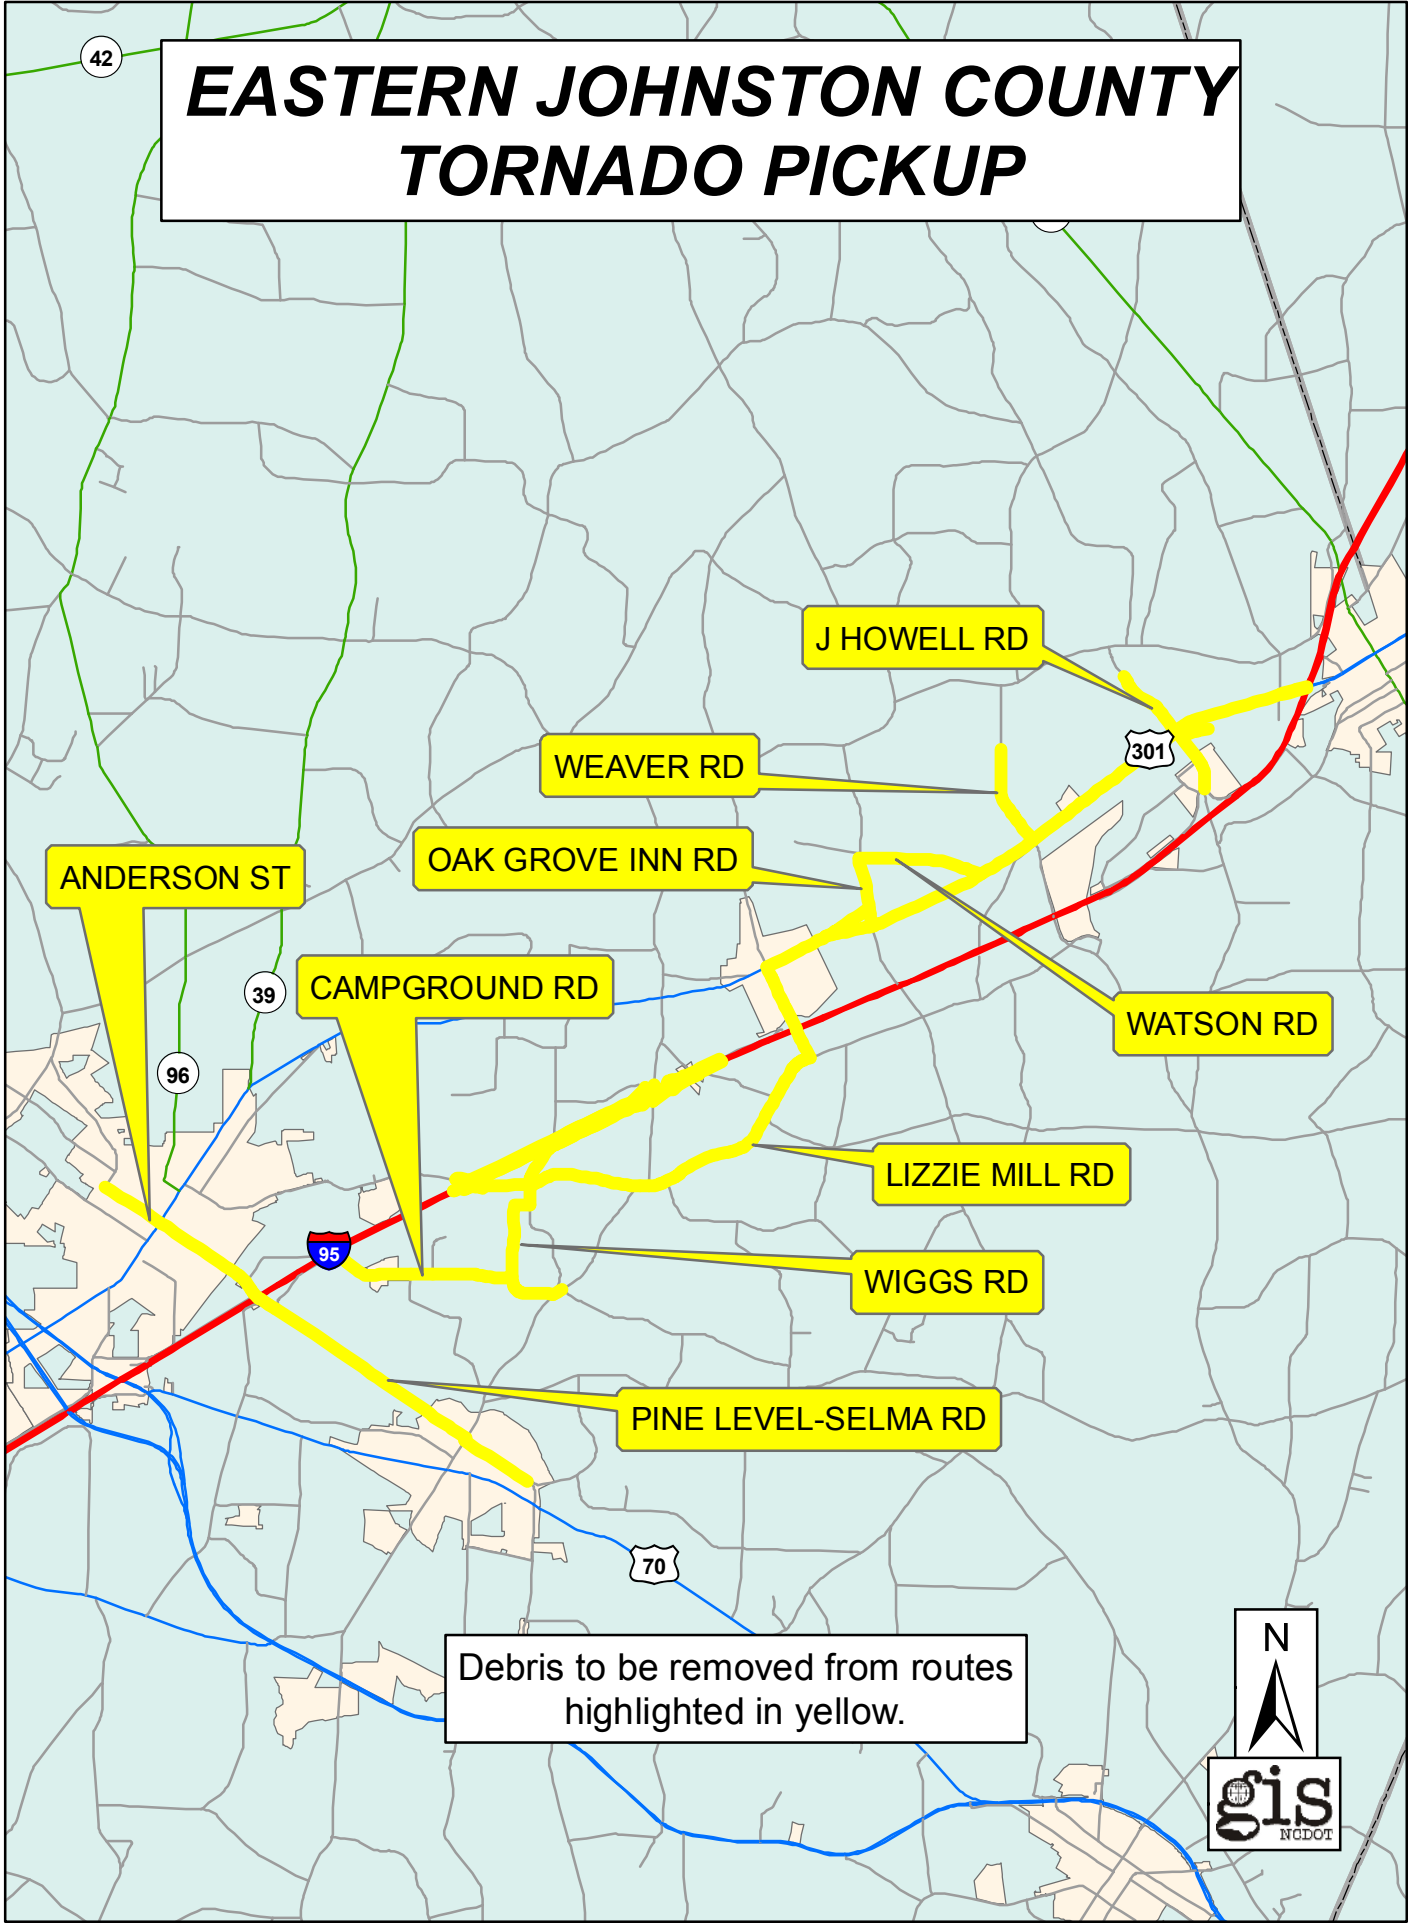 42
EASTERN JOHNSTON COUNTY
TORNADO PICKUP
J HOWELL RD
301
WEAVER RD
OAK GROVE INN RD
ANDERSON ST
CAMPGROUND RD
39
WATSON RD
96
LIZZIE MILL RD
95
WIGGS RD
PINE LEVEL-SELMA RD
70
Debris to be removed from routes
highlighted in yellow.
N
gis
NCDOT